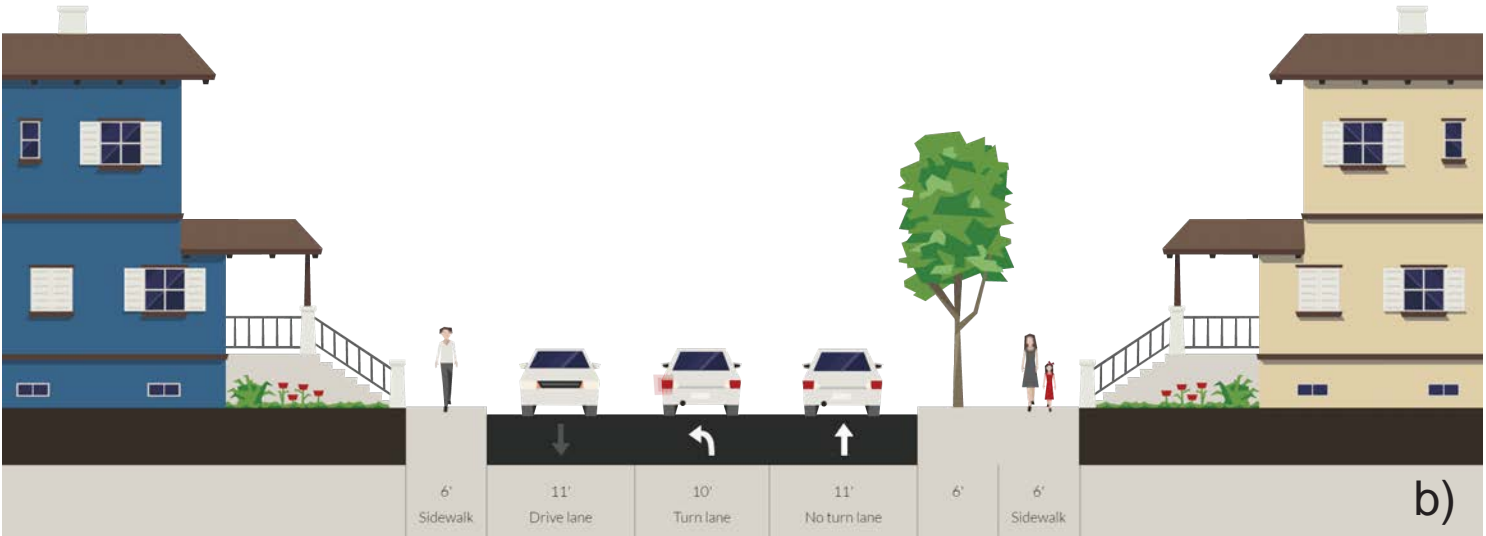 6'
Sidewalk
11'
Drive lane
10'
Turn lane
11'
No turn lane
6'
6'
Sidewalk
b)